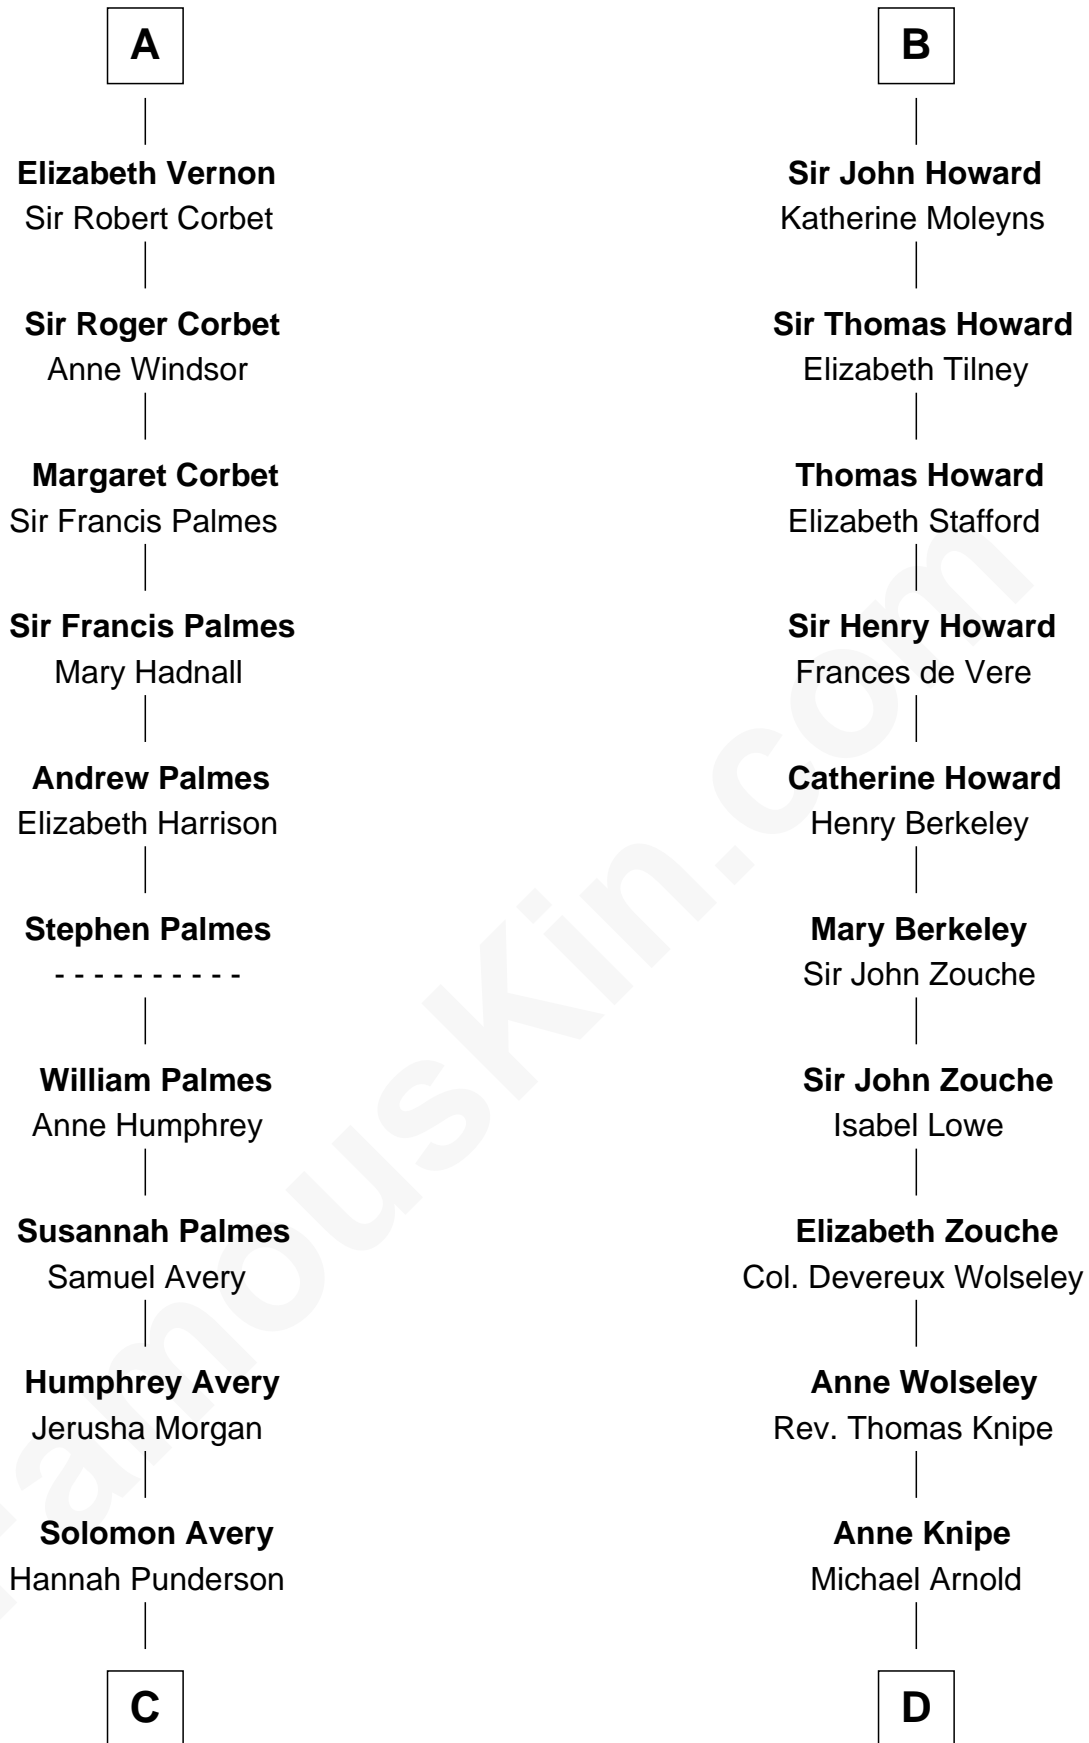 A
Elizabeth Vernon
Sir Robert Corbet
Sir Roger Corbet
Anne Windsor
Margaret Corbet
Sir Francis Palmes
Sir Francis Palmes
Mary Hadnall
Andrew Palmes
Elizabeth Harrison
Stephen Palmes
- - - - - - - - - -
William Palmes
Anne Humphrey
Susannah Palmes
Samuel Avery
Humphrey Avery
Jerusha Morgan
Solomon Avery
Hannah Punderson
C
B
Sir John Howard
Katherine Moleyns
Sir Thomas Howard
Elizabeth Tilney
Thomas Howard
Elizabeth Stafford
Sir Henry Howard
Frances de Vere
Catherine Howard
Henry Berkeley
Mary Berkeley
Sir John Zouche
Sir John Zouche
Isabel Lowe
Elizabeth Zouche
Col. Devereux Wolseley
Anne Wolseley
Rev. Thomas Knipe
Anne Knipe
Michael Arnold
D
FamousKin.com